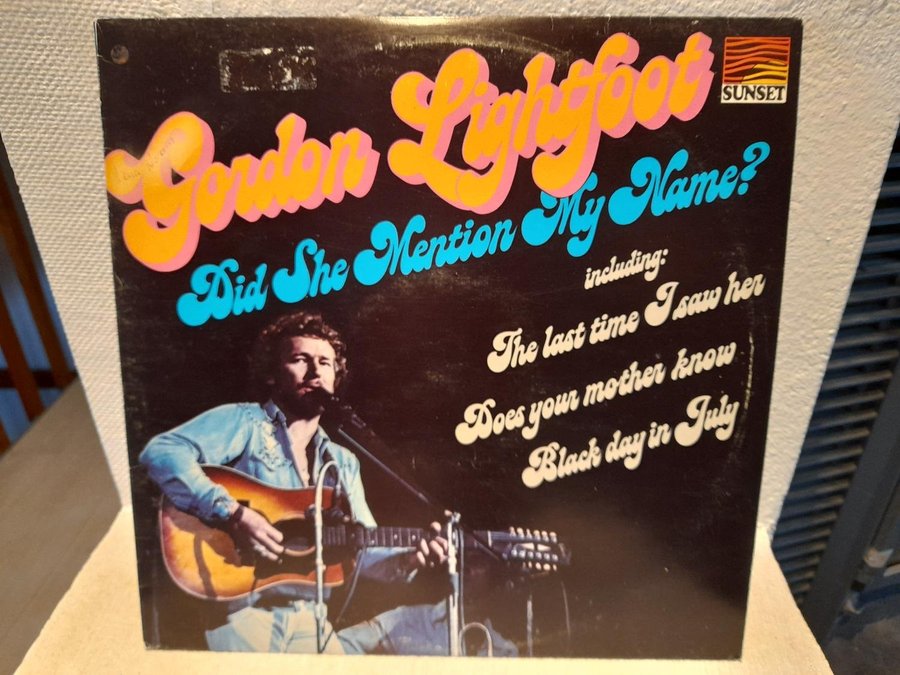 Gordon Lightfoot
SUNSET
Did She Mention My Name?
including:
The last time I saw her
Does your mother know
Black day in July